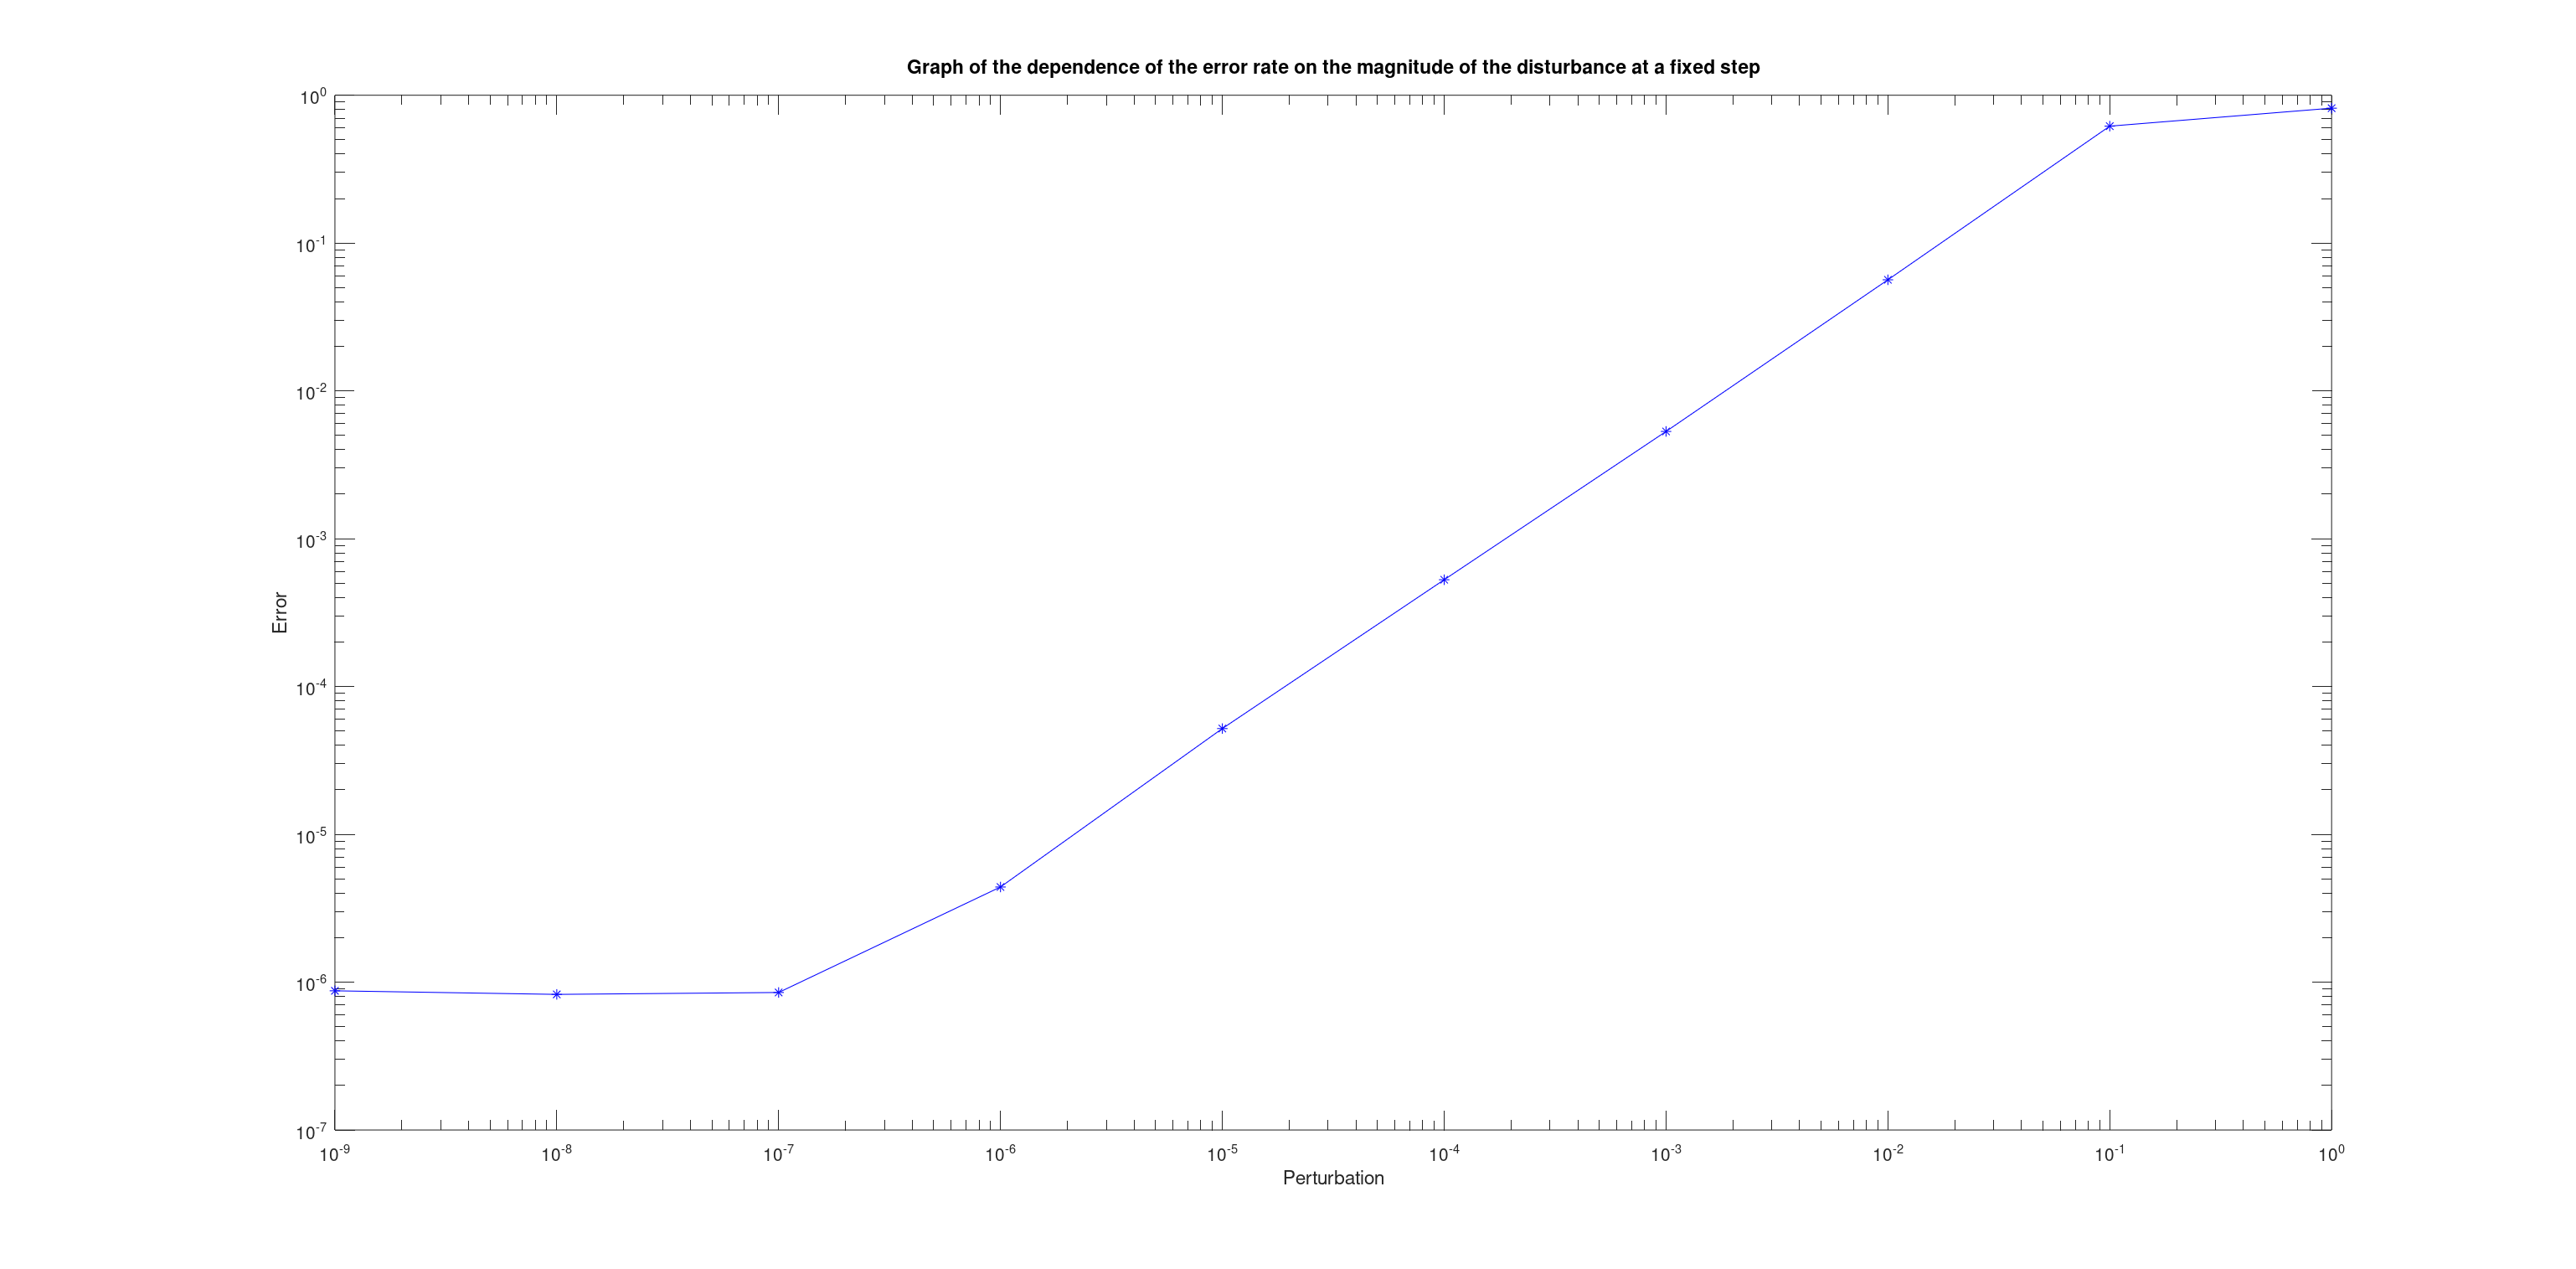 Graph of the dependence of the error rate on the magnitude of the disturbance at a fixed step
10^0
10^-1
10^-2
10^-3
10^-4
10^-5
10^-6
10^-7
Error
10^-9 10^-8 10^-7 10^-6 10^-5 10^-4 10^-3 10^-2 10^-1 10^0
Perturbation